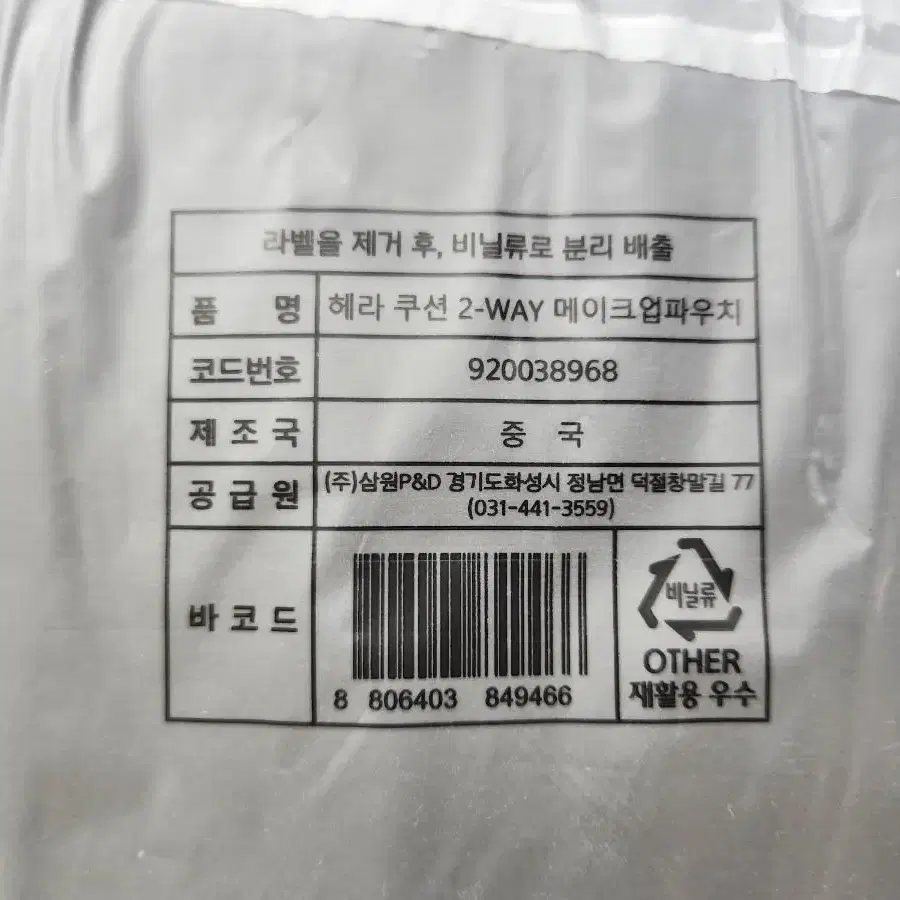 라벨을 제거 후, 비닐류로 분리 배출
품 명 헤라 쿠션 2-WAY 메이크업파우치
코드번호 920038968
제 조 국 중 국
공 급 원 (주)삼원P&D 경기도화성시 정남면 덕절창말길 77
(031-441-3559)
바 코 드
8 806403 849466
비닐류
OTHER
재활용 우수